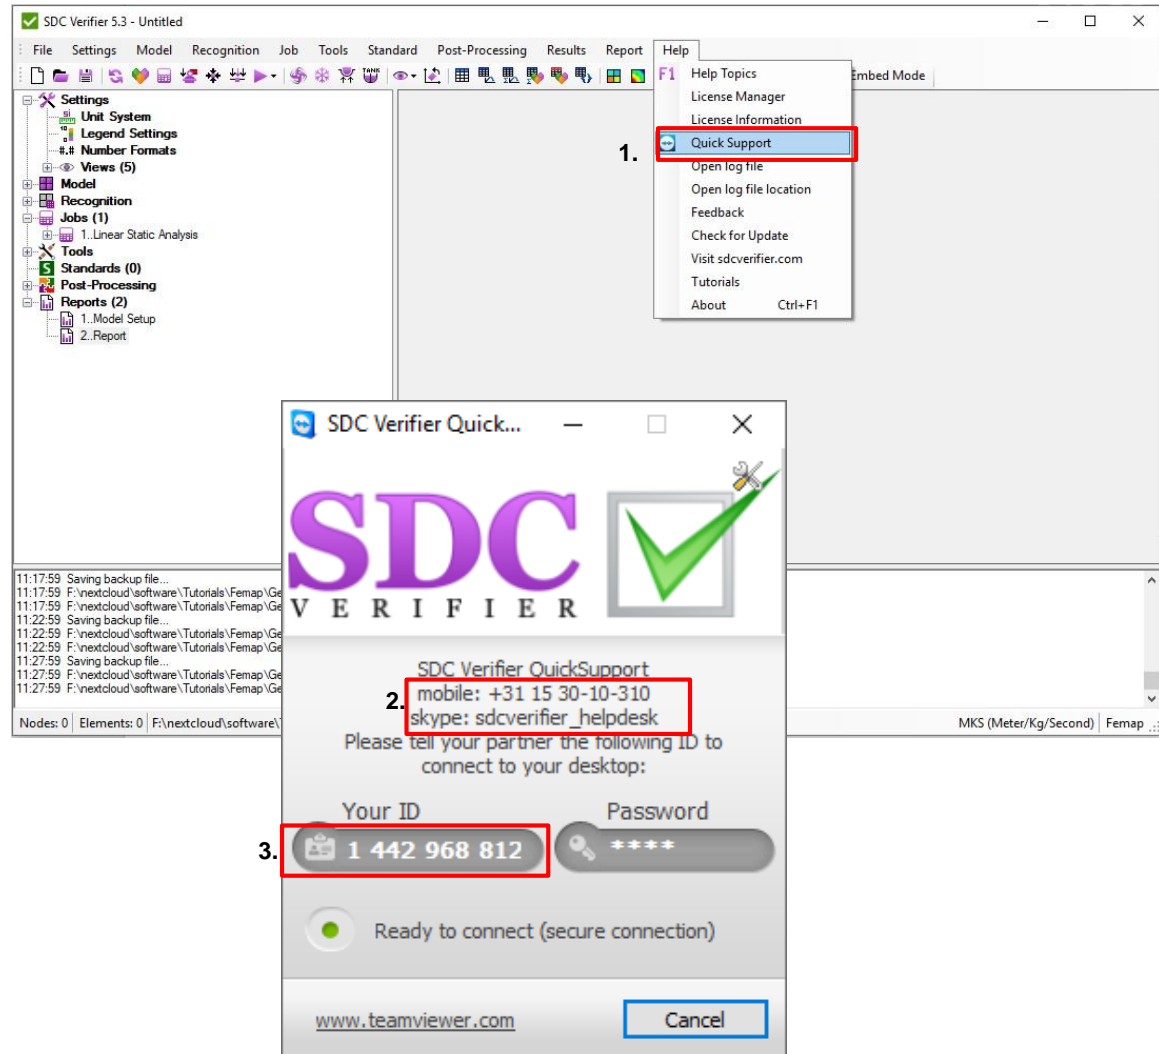 SDC Verifier 5.3 - Untitled
File Settings Model Recognition Job Tools Standard Post-Processing Results Report Help
F1 Help Topics
Embed Mode
License Manager
License Information
1. Quick Support
Open log file
Open log file location
Feedback
Check for Update
Visit sdcverifier.com
Tutorials
About Ctrl+F1
Settings
Unit System
Legend Settings
#.# Number Formats
Views (5)
Model
Recognition
Jobs (1)
1..Linear Static Analysis
Tools
Standards (0)
Post-Processing
Reports (2)
1..Model Setup
2..Report
11:17:59 Saving backup file...
11:17:59 F:\nextcloud\software\Tutorials\Femap\Ge
11:17:59 F:\nextcloud\software\Tutorials\Femap\Ge
11:22:59 Saving backup file...
11:22:59 F:\nextcloud\software\Tutorials\Femap\Ge
11:22:59 F:\nextcloud\software\Tutorials\Femap\Ge
11:27:59 Saving backup file...
11:27:59 F:\nextcloud\software\Tutorials\Femap\Ge
11:27:59 F:\nextcloud\software\Tutorials\Femap\Ge
Nodes: 0 Elements: 0 F:\nextcloud\software\
MKS (Meter/Kg/Second) Femap
SDC Verifier Quick...
SDC
VERIFIER
SDC Verifier QuickSupport
2. mobile: +31 15 30-10-310
skype: sdcverifier_helpdesk
Please tell your partner the following ID to
connect to your desktop:
Your ID Password
3. 1 442 968 812 ****
Ready to connect (secure connection)
www.teamviewer.com Cancel